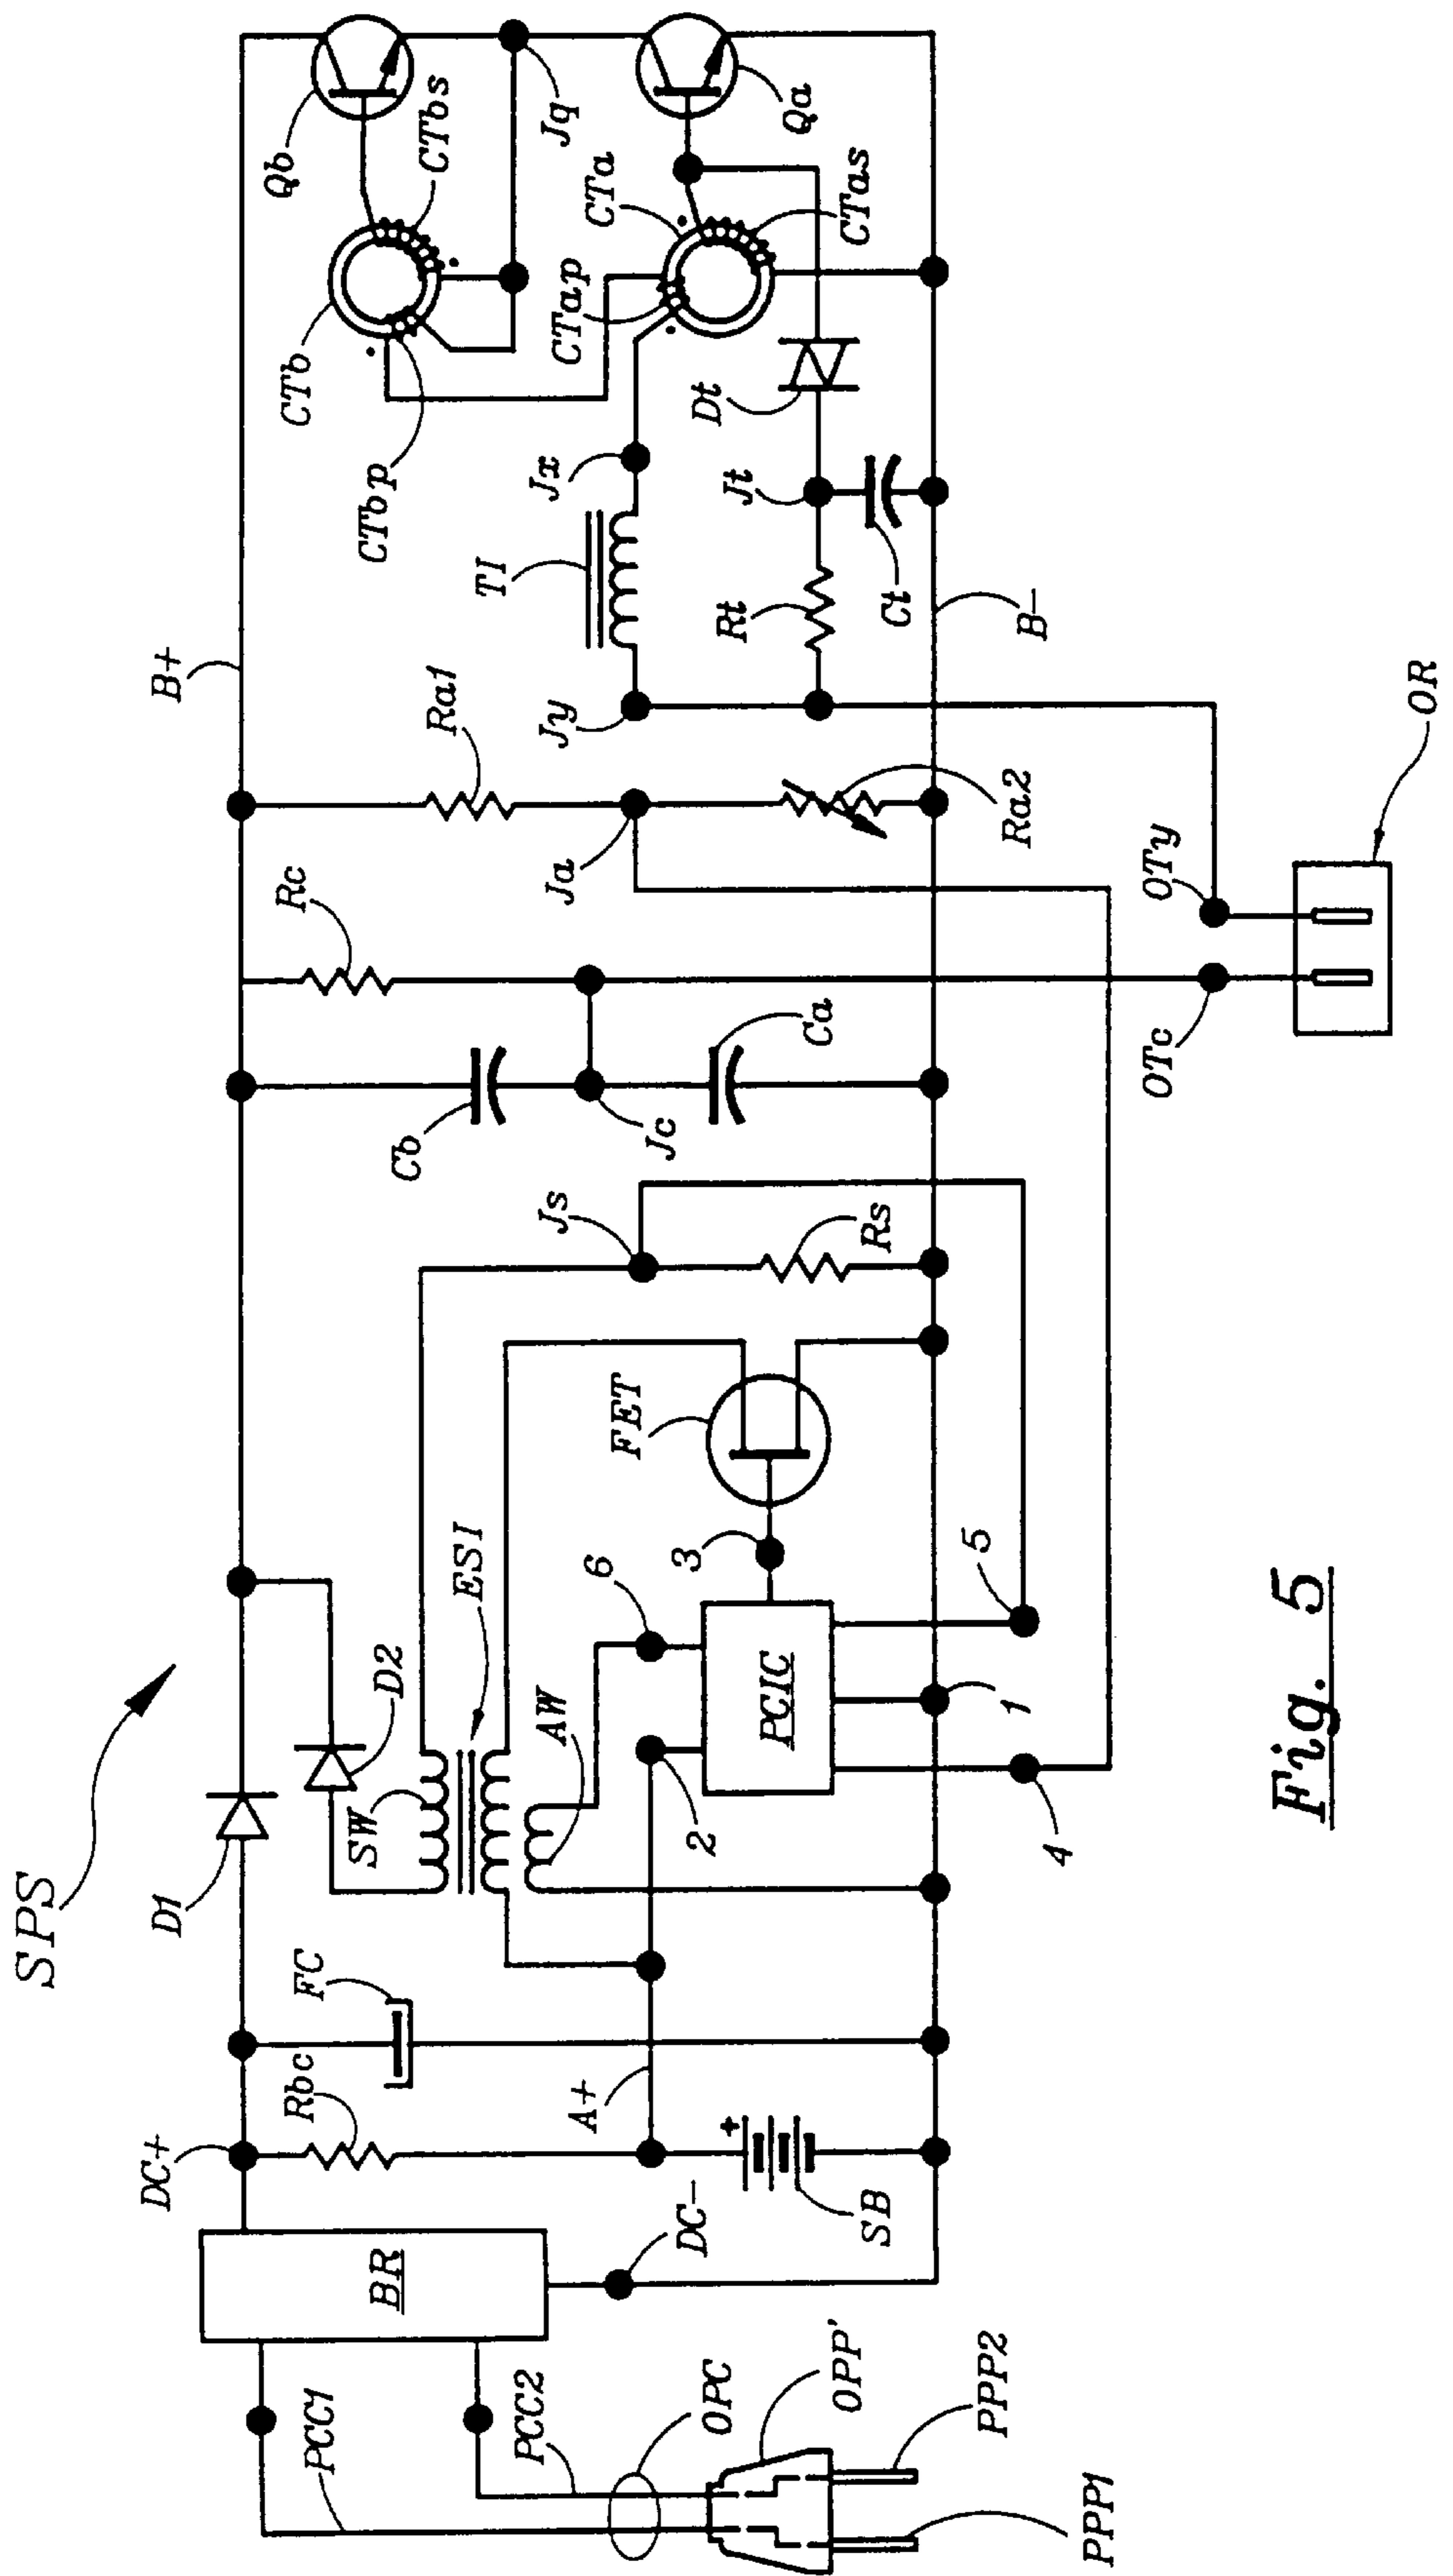 SPS
B+
DC+
Rbc
FC
D1
D2
SW
ESI
AW
A+
SB
DC-
BR
PCC1
PCC2
OPC
OPP'
PPP1
PPP2
2
6
3
PCIC
FET
4
1
5
Js
Rs
Cb
Jc
Ca
Rc
Ja
Ra1
Ra2
Jy
TI
Jx
Rt
Jt
Ct
Dt
B-
CTb
CTbp
CTbs
Qb
Jq
CTa
CTap
CTas
Qa
OTc
OTy
OR
+
Fig. 5